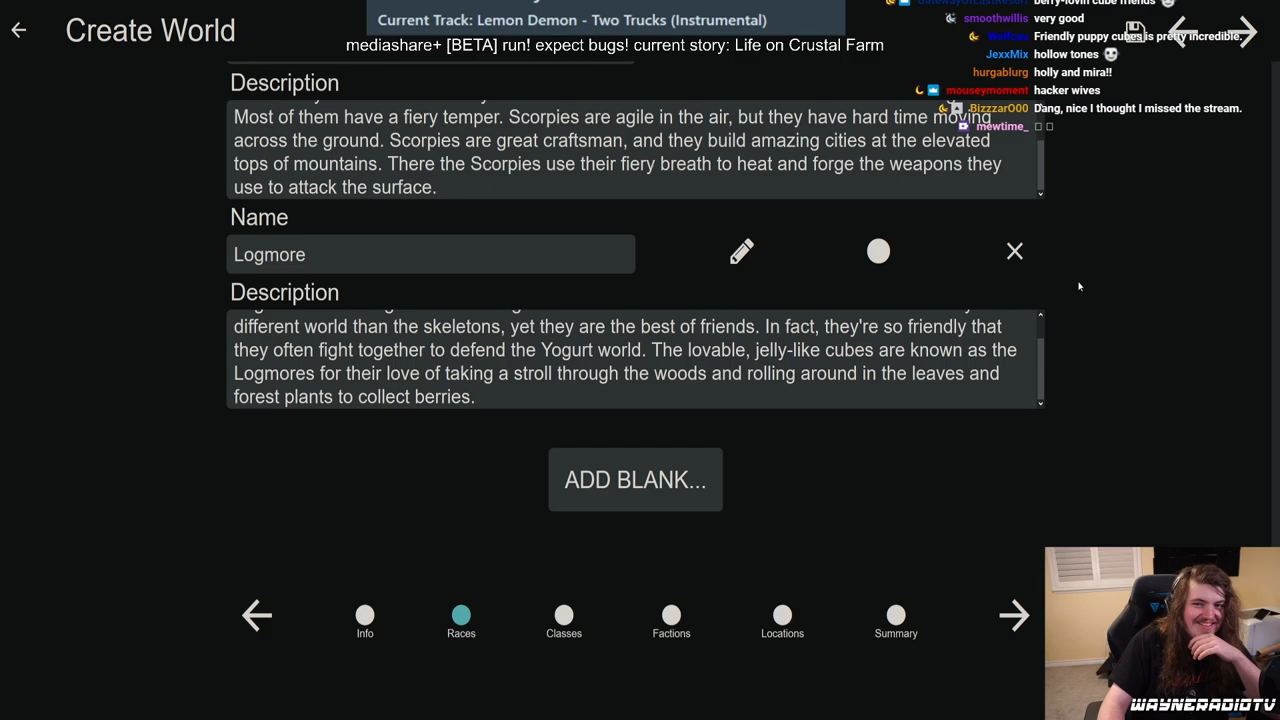 Create World
Current Track: Lemon Demon - Two Trucks (Instrumental)
mediashare+ [BETA] run! expect bugs! current story: Life on Crustal Farm
berry-lovin cube friends
smoothwillis very good
Friendly puppy cubes is pretty incredible.
JexxMix hollow tones
hurgablurg holly and mira!!
mouseymoment hacker wives
BizzzarO00 Dang, nice I thought I missed the stream.
mewtime_
Description
Most of them have a fiery temper. Scorpies are agile in the air, but they have hard time moving
across the ground. Scorpies are great craftsman, and they build amazing cities at the elevated
tops of mountains. There the Scorpies use their fiery breath to heat and forge the weapons they
use to attack the surface.
Name
Logmore
Description
different world than the skeletons, yet they are the best of friends. In fact, they're so friendly that
they often fight together to defend the Yogurt world. The lovable, jelly-like cubes are known as the
Logmores for their love of taking a stroll through the woods and rolling around in the leaves and
forest plants to collect berries.
ADD BLANK...
Info
Races
Classes
Factions
Locations
Summary
WAYNERADIOTV